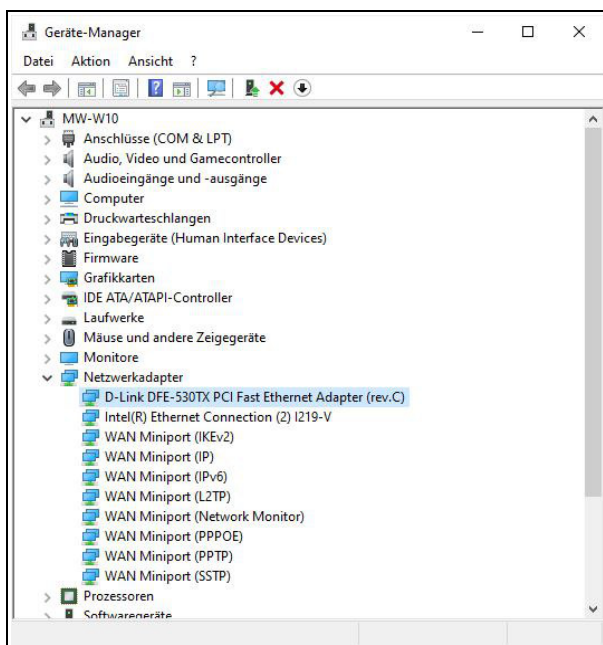 Geräte-Manager
Datei Aktion Ansicht ?
MW-W10
Anschlüsse (COM & LPT)
Audio, Video und Gamecontroller
Audioeingänge und -ausgänge
Computer
Druckwarteschlangen
Eingabegeräte (Human Interface Devices)
Firmware
Grafikkarten
IDE ATA/ATAPI-Controller
Laufwerke
Mäuse und andere Zeigegeräte
Monitore
Netzwerkadapter
D-Link DFE-530TX PCI Fast Ethernet Adapter (rev.C)
Intel(R) Ethernet Connection (2) I219-V
WAN Miniport (IKEv2)
WAN Miniport (IP)
WAN Miniport (IPv6)
WAN Miniport (L2TP)
WAN Miniport (Network Monitor)
WAN Miniport (PPPOE)
WAN Miniport (PPTP)
WAN Miniport (SSTP)
Prozessoren
Softwaregeräte